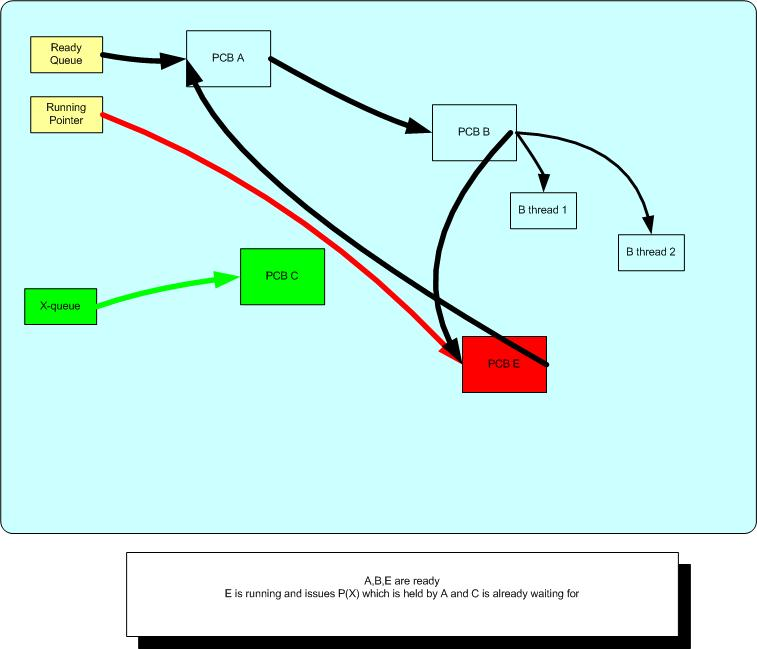 Ready
Queue
PCB A
Running
Pointer
PCB B
B thread 1
B thread 2
PCB C
X-queue
PCB E
A,B,E are ready
E is running and issues P(X) which is held by A and C is already waiting for